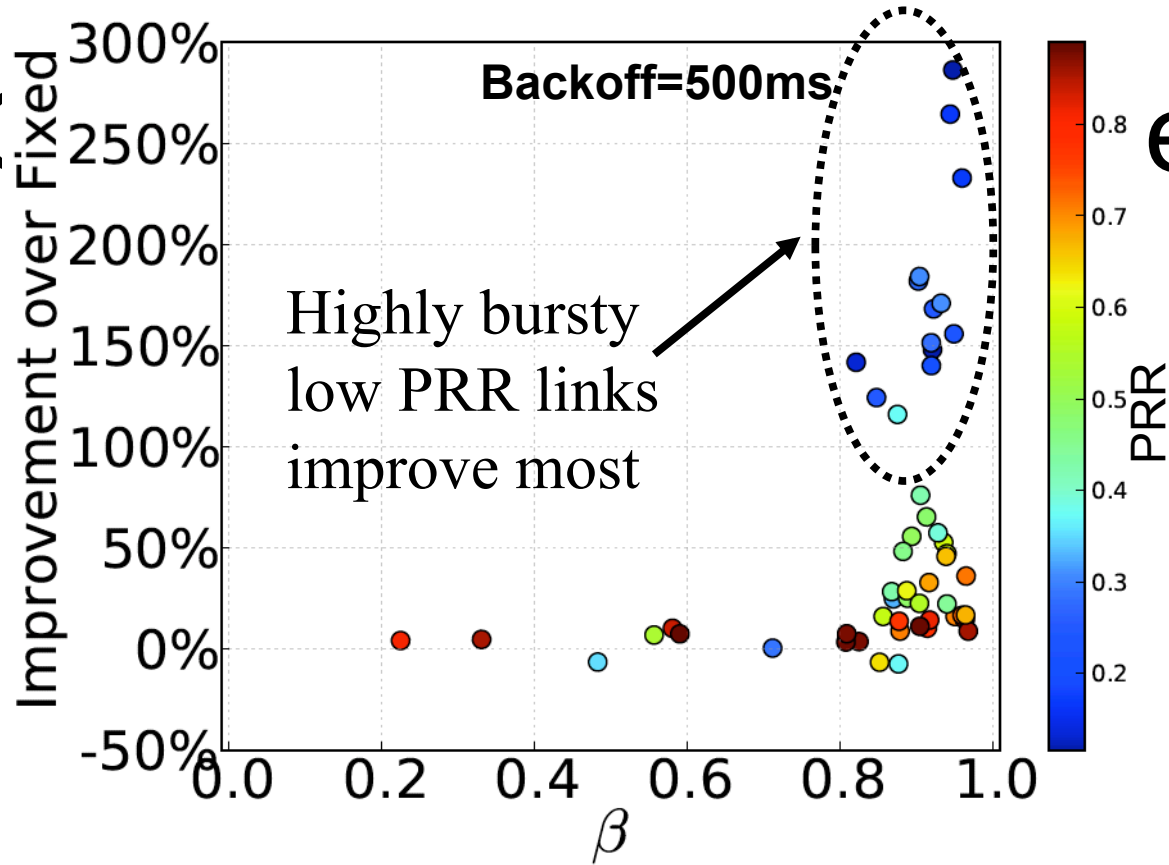 Backoff=500ms
Improvement over Fixed
300%
250%
200%
150%
100%
50%
0%
-50%
Highly bursty
low PRR links
improve most
0.0 0.2 0.4 0.6 0.8 1.0
β
0.8
0.7
0.6
0.5
0.4
0.3
0.2
PRR
e